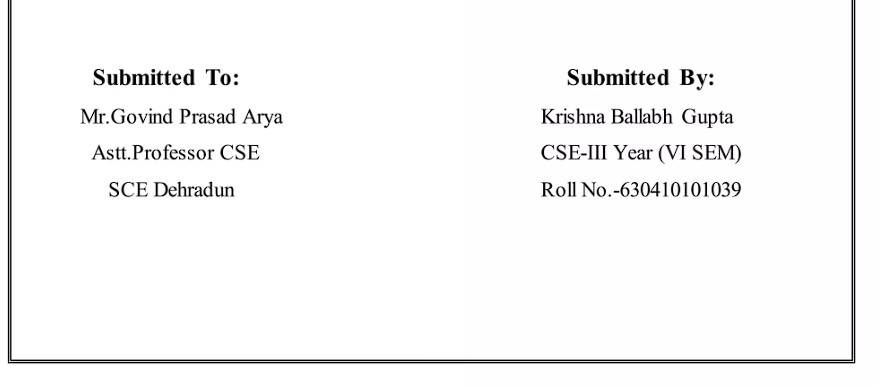 Submitted To:
Mr.Govind Prasad Arya
Astt.Professor CSE
SCE Dehradun
Submitted By:
Krishna Ballabh Gupta
CSE-III Year (VI SEM)
Roll No.-630410101039